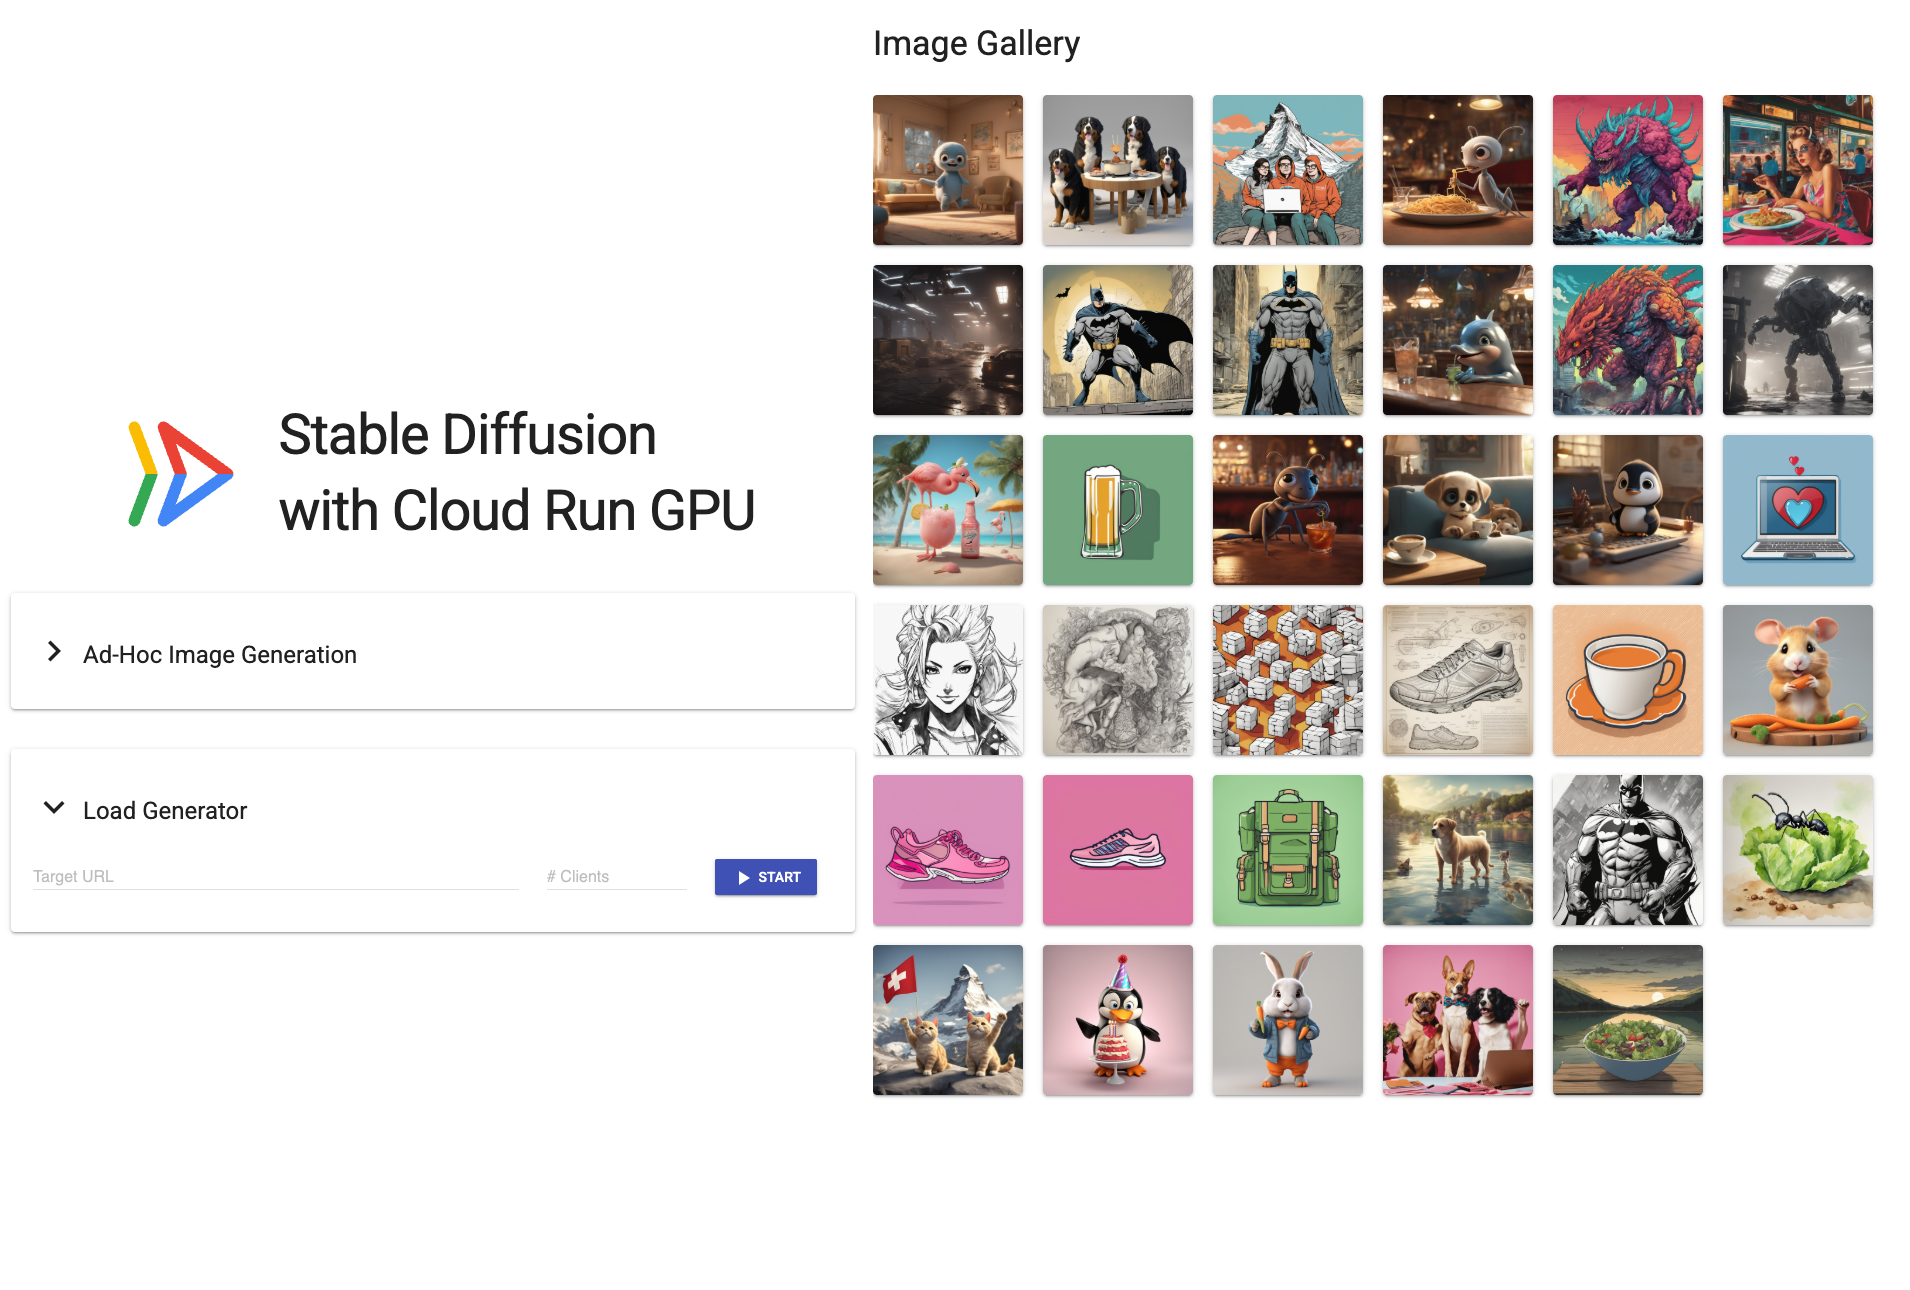 Image Gallery
Stable Diffusion
with Cloud Run GPU
Ad-Hoc Image Generation
Load Generator
Target URL
# Clients
START